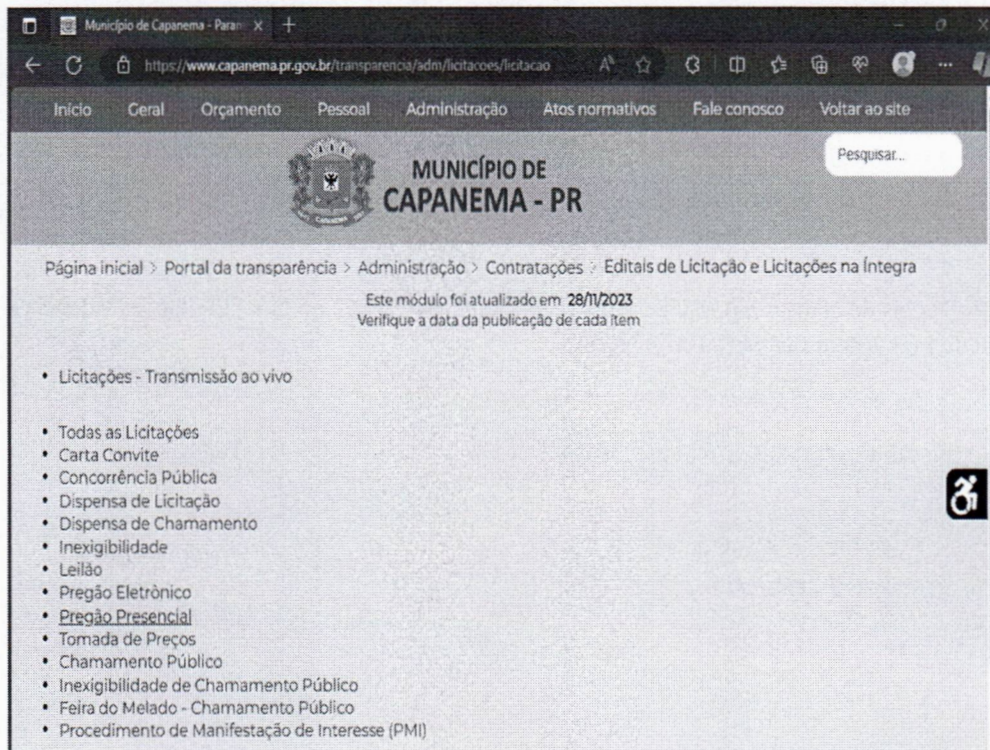 Município de Capanema - Paran
https://www.capanema.pr.gov.br/transparencia/adm/licitacoes/licitacao
Início Geral Orçamento Pessoal Administração Atos normativos Fale conosco Voltar ao site
Pesquisar...
MUNICÍPIO DE
CAPANEMA - PR
Página inicial > Portal da transparência > Administração > Contratações > Editais de Licitação e Licitações na Íntegra
Este módulo foi atualizado em 28/11/2023
Verifique a data da publicação de cada item
• Licitações - Transmissão ao vivo
• Todas as Licitações
• Carta Convite
• Concorrência Pública
• Dispensa de Licitação
• Dispensa de Chamamento
• Inexigibilidade
• Leilão
• Pregão Eletrônico
• Pregão Presencial
• Tomada de Preços
• Chamamento Público
• Inexigibilidade de Chamamento Público
• Feira do Melado - Chamamento Público
• Procedimento de Manifestação de Interesse (PMI)